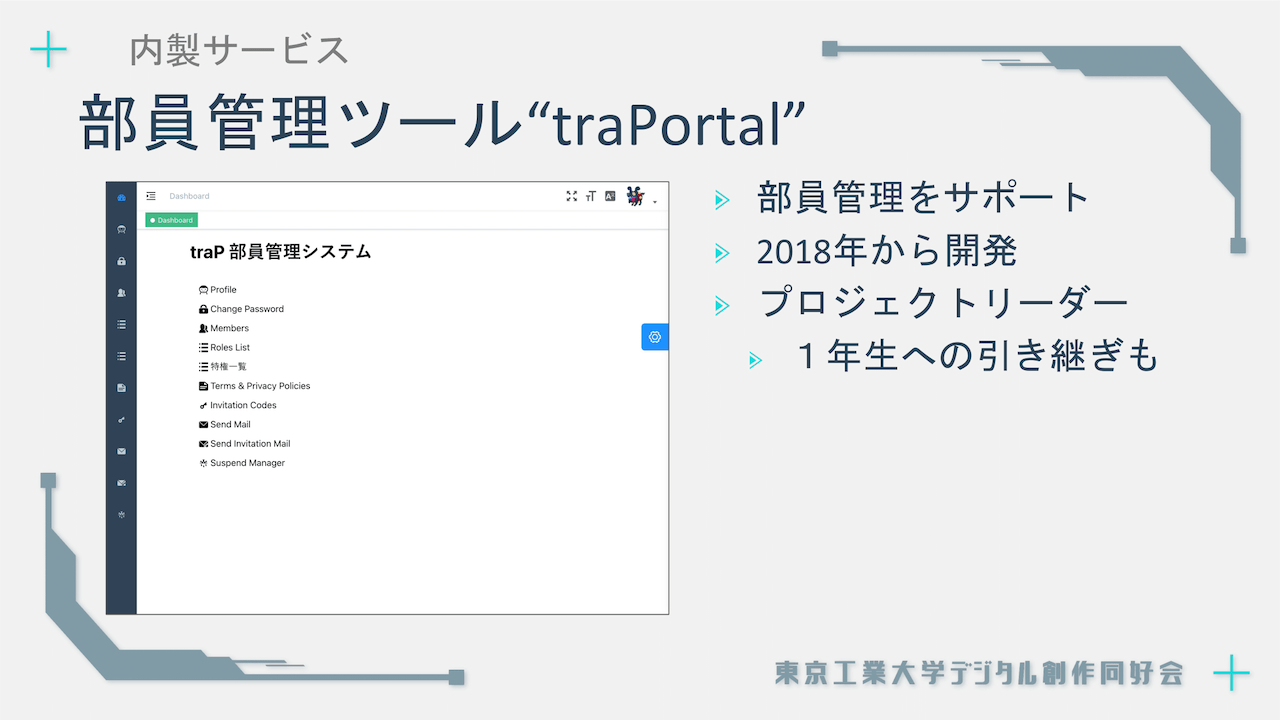 内製サービス
部員管理ツール“traPortal”
Dashboard
Dashboard
traP 部員管理システム
Profile
Change Password
Members
Roles List
特権一覧
Terms & Privacy Policies
Invitation Codes
Send Mail
Send Invitation Mail
Suspend Manager
部員管理をサポート
2018年から開発
プロジェクトリーダー
１年生への引き継ぎも
東京工業大学デジタル創作同好会